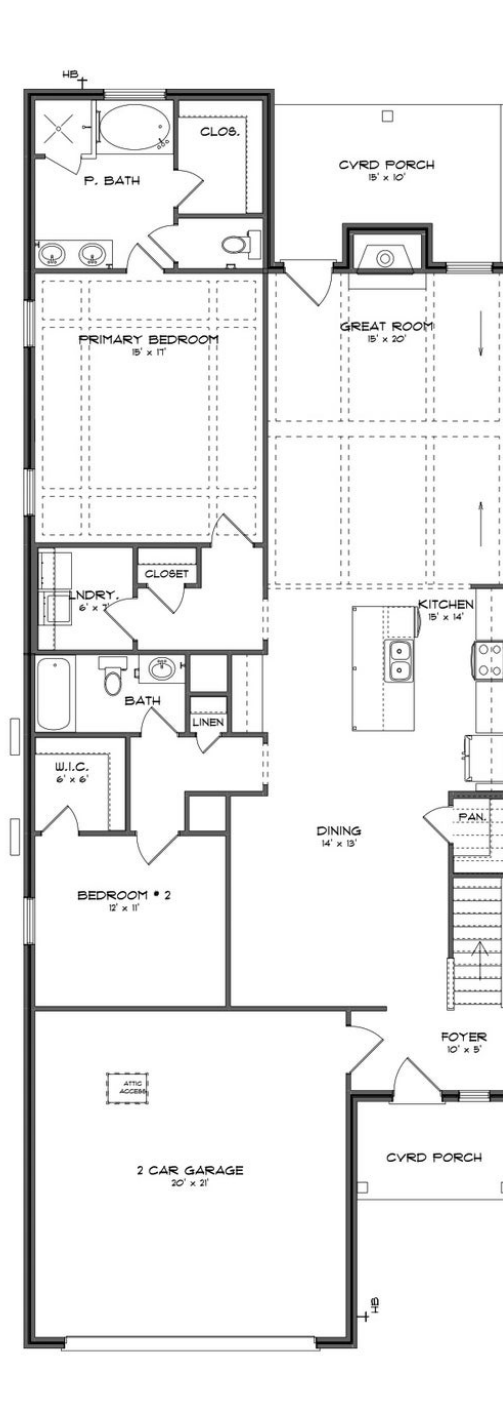 HB
CLOS.
CVRD PORCH
15' x 10'
P. BATH
GREAT ROOM
15' x 20'
PRIMARY BEDROOM
15' x 17'
CLOSET
LNDRY.
6' x 7'
KITCHEN
15' x 14'
BATH
LINEN
W.I.C.
6' x 6'
PAN.
DINING
14' x 13'
BEDROOM # 2
12' x 11'
FOYER
10' x 5'
ATTIC
ACCESS
CVRD PORCH
2 CAR GARAGE
20' x 21'
HB